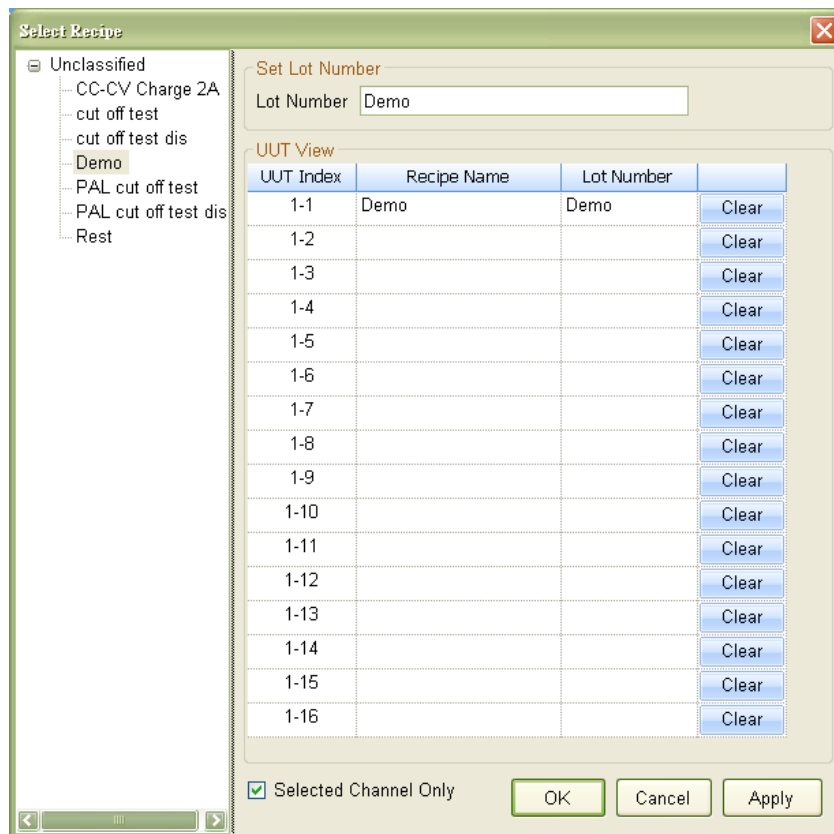 Select Recipe
Unclassified
CC-CV Charge 2A
cut off test
cut off test dis
Demo
PAL cut off test
PAL cut off test dis
Rest
Set Lot Number
Lot Number Demo
UUT View
UUT Index Recipe Name Lot Number
1-1 Demo Demo Clear
1-2 Clear
1-3 Clear
1-4 Clear
1-5 Clear
1-6 Clear
1-7 Clear
1-8 Clear
1-9 Clear
1-10 Clear
1-11 Clear
1-12 Clear
1-13 Clear
1-14 Clear
1-15 Clear
1-16 Clear
Selected Channel Only OK Cancel Apply